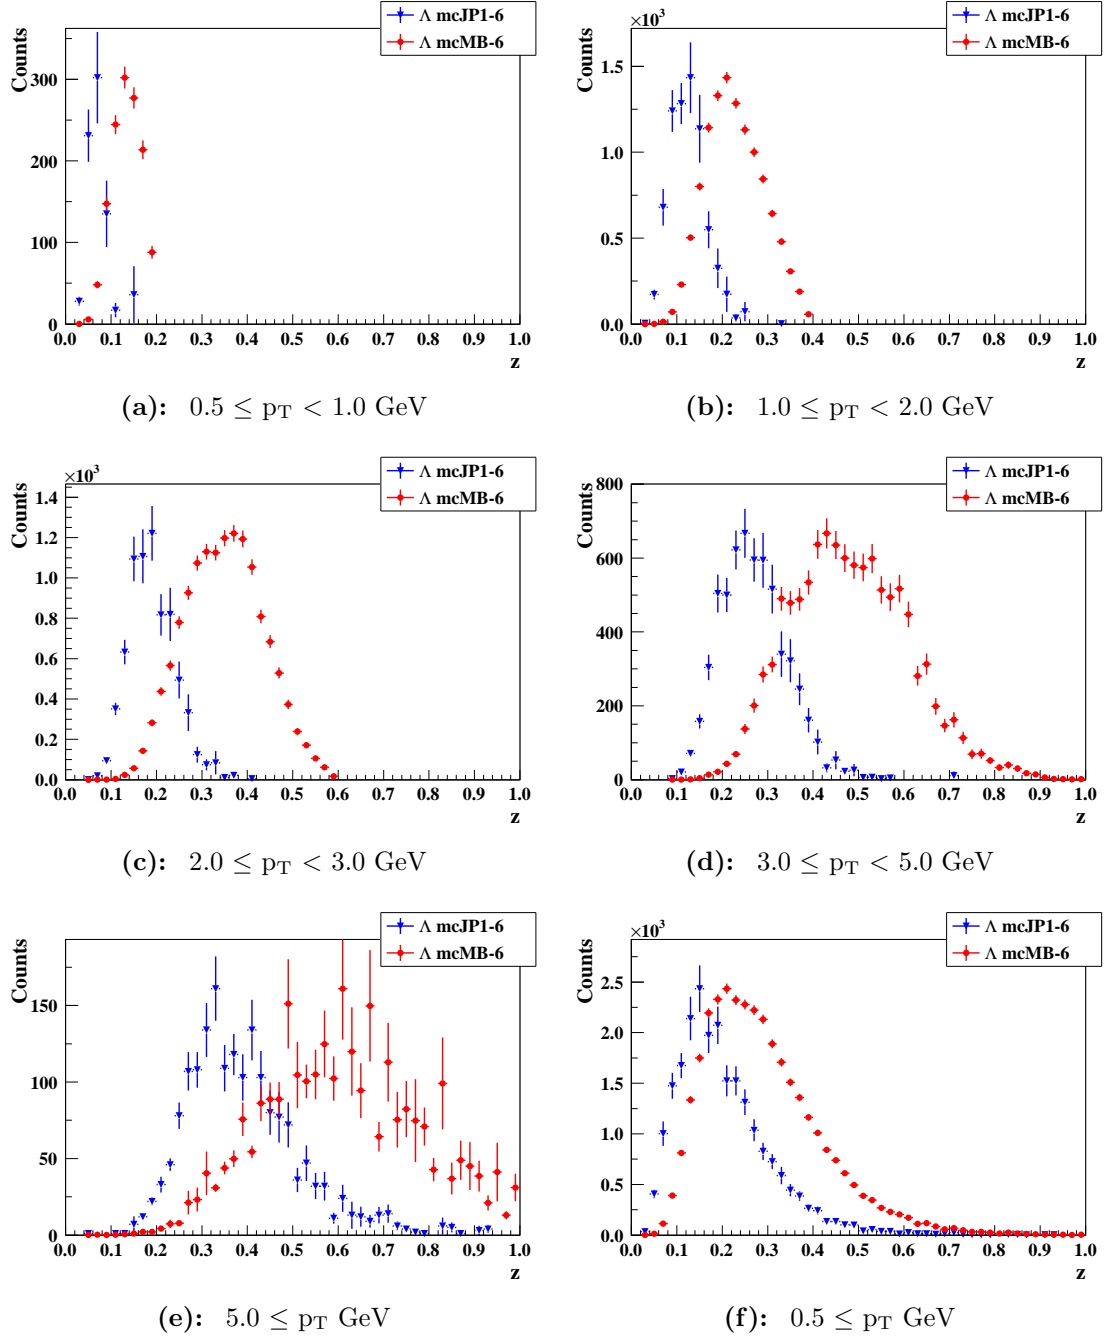 Λ mcJP1-6
Λ mcMB-6
Counts
300
200
100
0
0.0 0.1 0.2 0.3 0.4 0.5 0.6 0.7 0.8 0.9 1.0
z
(a): 0.5 ≤ pT < 1.0 GeV
×10³
Λ mcJP1-6
Λ mcMB-6
Counts
1.5
1.0
0.5
0.0
0.0 0.1 0.2 0.3 0.4 0.5 0.6 0.7 0.8 0.9 1.0
z
(b): 1.0 ≤ pT < 2.0 GeV
×10³
Λ mcJP1-6
Λ mcMB-6
Counts
1.4
1.2
1.0
0.8
0.6
0.4
0.2
0.0
0.0 0.1 0.2 0.3 0.4 0.5 0.6 0.7 0.8 0.9 1.0
z
(c): 2.0 ≤ pT < 3.0 GeV
Λ mcJP1-6
Λ mcMB-6
Counts
800
600
400
200
0
0.0 0.1 0.2 0.3 0.4 0.5 0.6 0.7 0.8 0.9 1.0
z
(d): 3.0 ≤ pT < 5.0 GeV
Λ mcJP1-6
Λ mcMB-6
Counts
150
100
50
0
0.0 0.1 0.2 0.3 0.4 0.5 0.6 0.7 0.8 0.9 1.0
z
(e): 5.0 ≤ pT GeV
×10³
Λ mcJP1-6
Λ mcMB-6
Counts
2.5
2.0
1.5
1.0
0.5
0.0
0.0 0.1 0.2 0.3 0.4 0.5 0.6 0.7 0.8 0.9 1.0
z
(f): 0.5 ≤ pT GeV